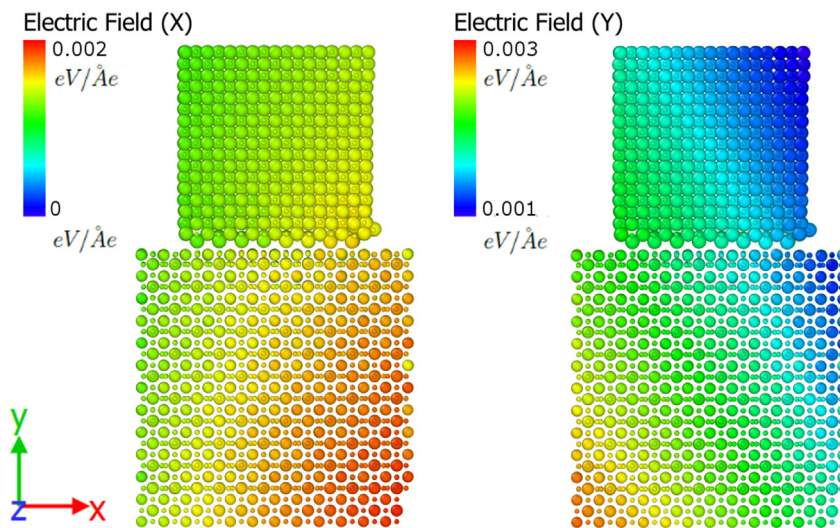 Electric Field (X)
0.002
eV/Åe
0
eV/Åe
Electric Field (Y)
0.003
eV/Åe
0.001
eV/Åe
y
z
x